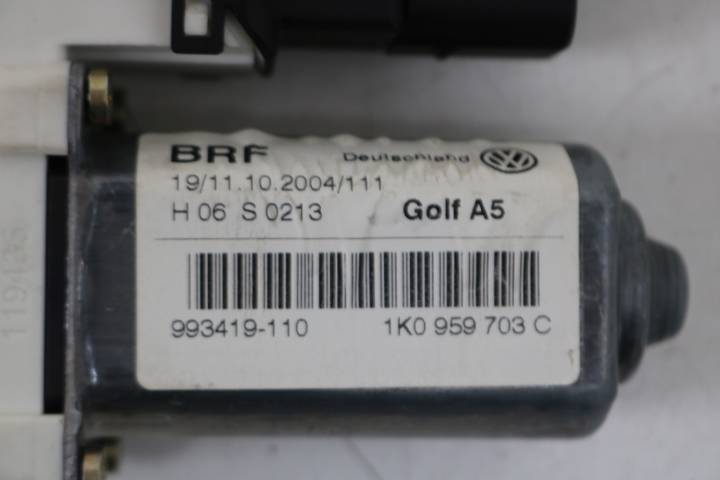 BRF Deutschland
19/11.10.2004/111
H 06 S 0213 Golf A5
993419-110 1K0 959 703 C